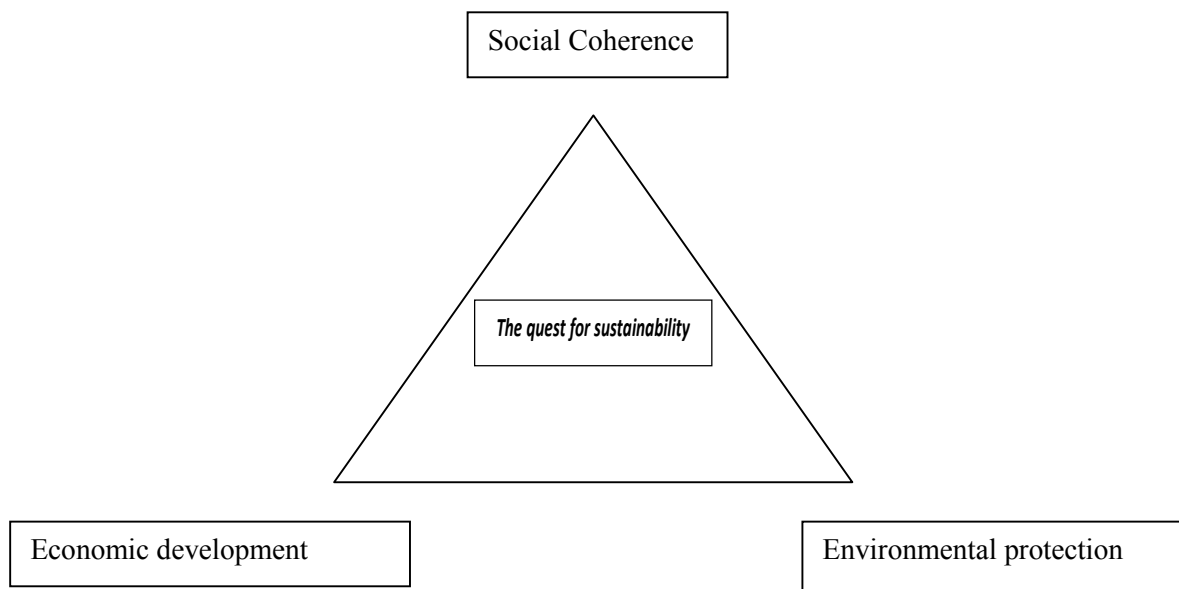 Social Coherence
The quest for sustainability
Economic development
Environmental protection